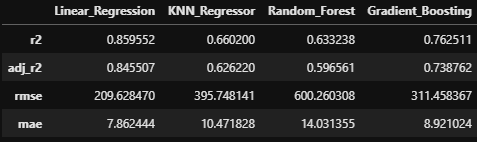 Linear_Regression KNN_Regressor Random_Forest Gradient_Boosting
r2 0.859552 0.660200 0.633238 0.762511
adj_r2 0.845507 0.626220 0.596561 0.738762
rmse 209.628470 395.748141 600.260308 311.458367
mae 7.862444 10.471828 14.031355 8.921024